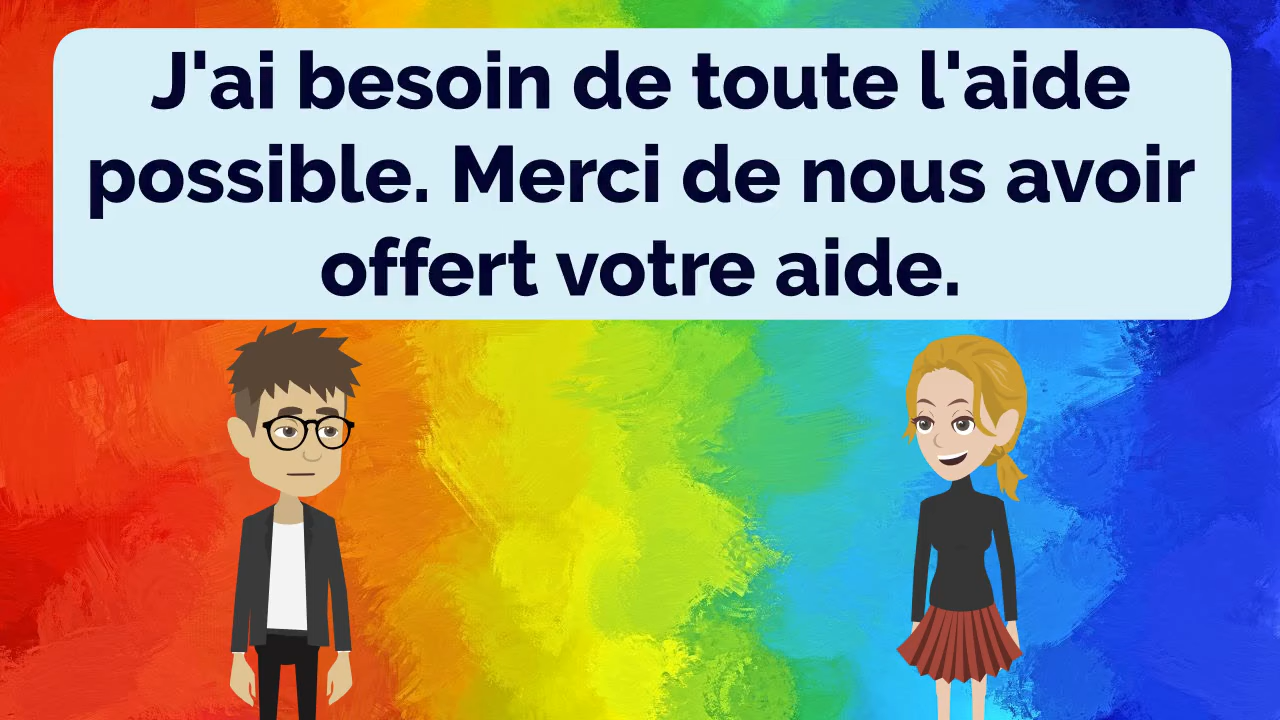 J'ai besoin de toute l'aide
possible. Merci de nous avoir
offert votre aide.